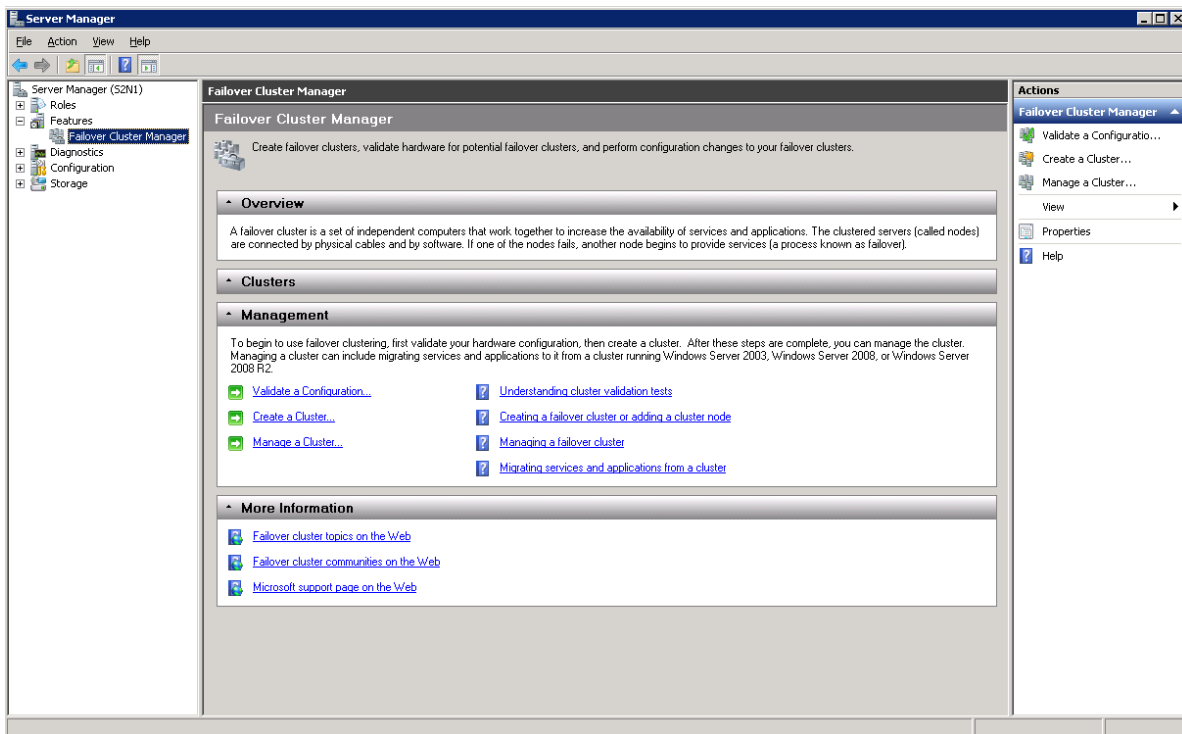 Server Manager
File Action View Help
Server Manager (S2N1)
Roles
Features
Failover Cluster Manager
Diagnostics
Configuration
Storage
Failover Cluster Manager
Failover Cluster Manager
Create failover clusters, validate hardware for potential failover clusters, and perform configuration changes to your failover clusters.
Overview
A failover cluster is a set of independent computers that work together to increase the availability of services and applications. The clustered servers (called nodes)
are connected by physical cables and by software. If one of the nodes fails, another node begins to provide services (a process known as failover).
Clusters
Management
To begin to use failover clustering, first validate your hardware configuration, then create a cluster. After these steps are complete, you can manage the cluster.
Managing a cluster can include migrating services and applications to it from a cluster running Windows Server 2003, Windows Server 2008, or Windows Server
2008 R2.
Validate a Configuration... Understanding cluster validation tests
Create a Cluster... Creating a failover cluster or adding a cluster node
Manage a Cluster... Managing a failover cluster
Migrating services and applications from a cluster
More Information
Failover cluster topics on the Web
Failover cluster communities on the Web
Microsoft support page on the Web
Actions
Failover Cluster Manager
Validate a Configuratio...
Create a Cluster...
Manage a Cluster...
View
Properties
Help